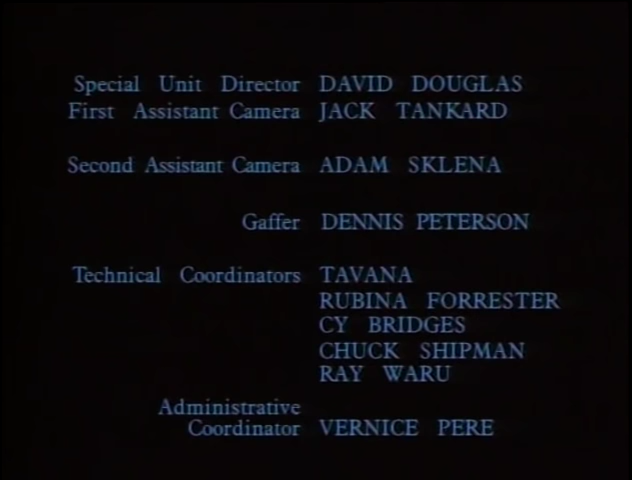 Special Unit Director DAVID DOUGLAS
First Assistant Camera JACK TANKARD
Second Assistant Camera ADAM SKLENA
Gaffer DENNIS PETERSON
Technical Coordinators TAVANA
RUBINA FORRESTER
CY BRIDGES
CHUCK SHIPMAN
RAY WARU
Administrative
Coordinator VERNICE PERE